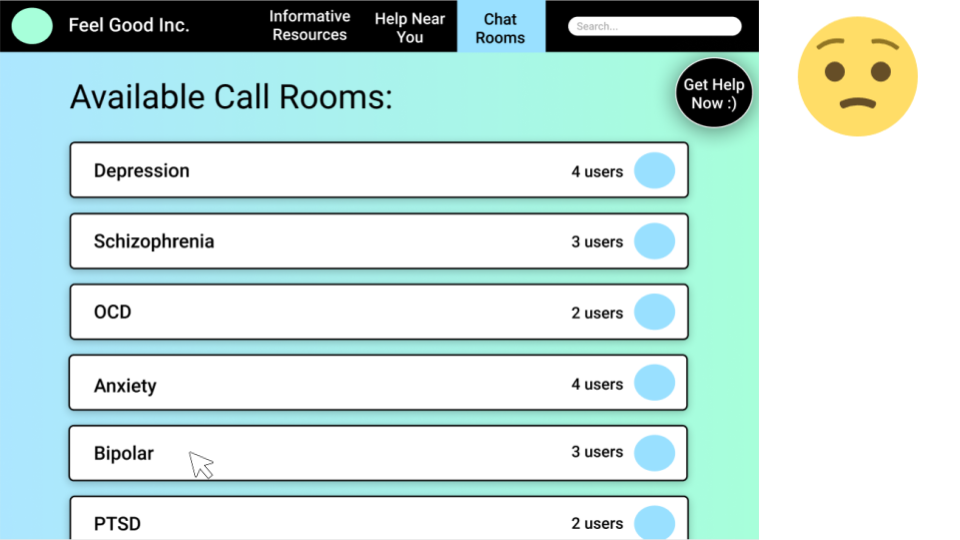 Feel Good Inc.
Informative
Resources
Help Near
You
Chat
Rooms
Search...
Get Help
Now :)
Available Call Rooms:
Depression
4 users
Schizophrenia
3 users
OCD
2 users
Anxiety
4 users
Bipolar
3 users
PTSD
2 users